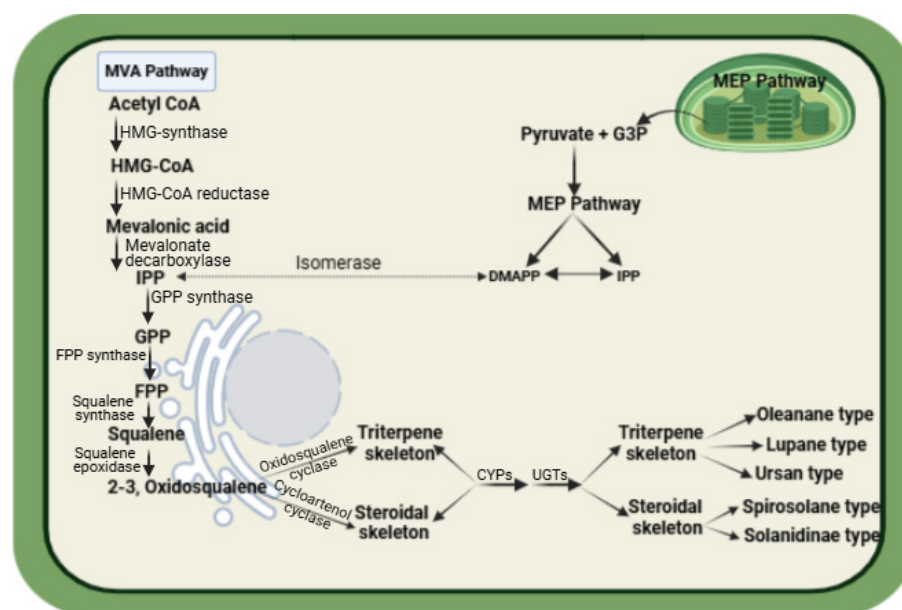 MVA Pathway
Acetyl CoA
HMG-synthase
HMG-CoA
HMG-CoA reductase
Mevalonic acid
Mevalonate
decarboxylase
IPP
GPP synthase
GPP
FPP synthase
FPP
Squalene
synthase
Squalene
Squalene
epoxidase
2-3, Oxidosqualene
Isomerase
MEP Pathway
Pyruvate + G3P
MEP Pathway
DMAPP
IPP
Oxidosqualene
cyclase
Cycloartenol
cyclase
Triterpene
skeleton
Steroidal
skeleton
CYPs
UGTs
Triterpene
skeleton
Steroidal
skeleton
Oleanane type
Lupane type
Ursan type
Spirosolane type
Solanidinae type